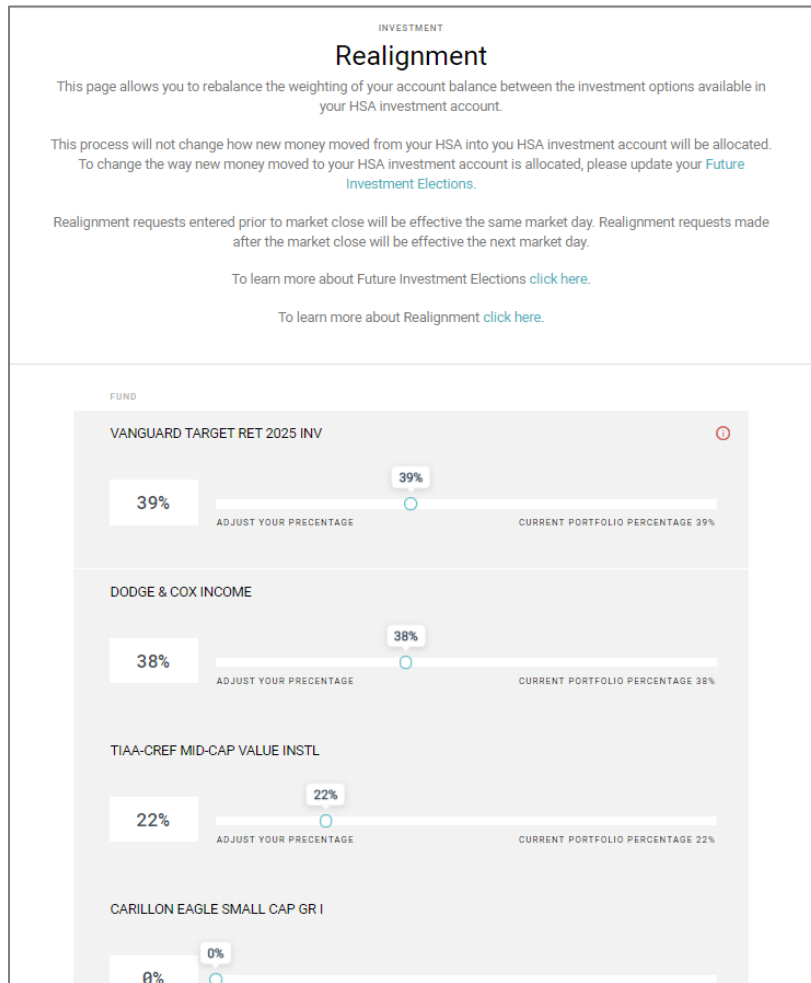 INVESTMENT
Realignment
This page allows you to rebalance the weighting of your account balance between the investment options available in
your HSA investment account.
This process will not change how new money moved from your HSA into you HSA investment account will be allocated.
To change the way new money moved to your HSA investment account is allocated, please update your Future
Investment Elections.
Realignment requests entered prior to market close will be effective the same market day. Realignment requests made
after the market close will be effective the next market day.
To learn more about Future Investment Elections click here.
To learn more about Realignment click here.
FUND
VANGUARD TARGET RET 2025 INV
39%
39%
ADJUST YOUR PRECENTAGE CURRENT PORTFOLIO PERCENTAGE 39%
DODGE & COX INCOME
38%
38%
ADJUST YOUR PRECENTAGE CURRENT PORTFOLIO PERCENTAGE 38%
TIAA-CREF MID-CAP VALUE INSTL
22%
22%
ADJUST YOUR PRECENTAGE CURRENT PORTFOLIO PERCENTAGE 22%
CARILLON EAGLE SMALL CAP GR I
0%
0%